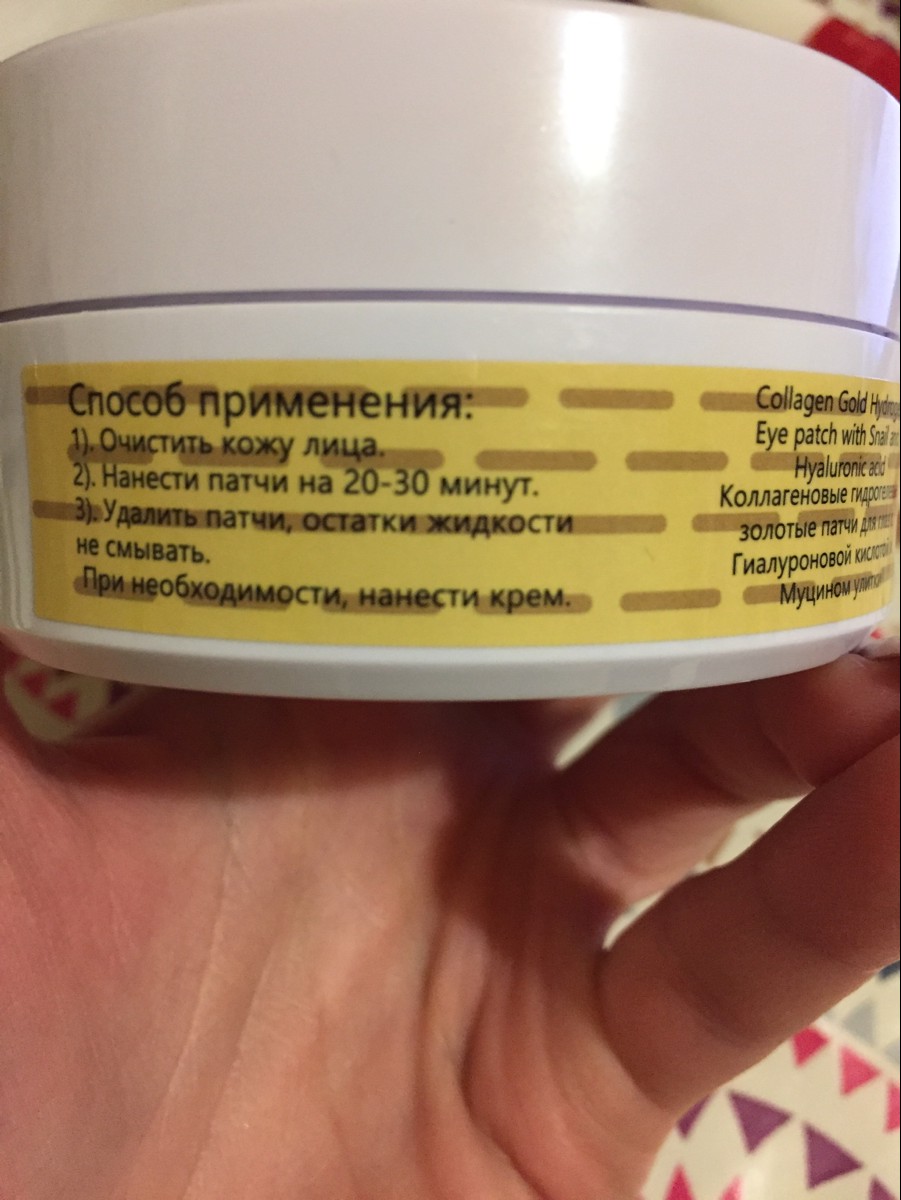 Способ применения:
1). Очистить кожу лица.
2). Нанести патчи на 20-30 минут.
3). Удалить патчи, остатки жидкости
не смывать.
При необходимости, нанести крем.
Collagen Gold
Eye patch with Snail
Hyaluronic acid
Коллагеновые
золотые патчи для
Гиалуроновой
Муцином